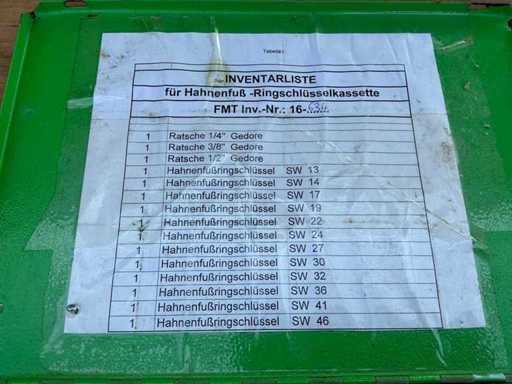 Tabelle1
INVENTARLISTE
für Hahnenfuß -Ringschlüsselkassette
FMT Inv.-Nr.: 16-
1 Ratsche 1/4" Gedore
1 Ratsche 3/8" Gedore
1 Ratsche 1/2" Gedore
1 Hahnenfußringschlüssel SW 13
1 Hahnenfußringschlüssel SW 14
1 Hahnenfußringschlüssel SW 17
1 Hahnenfußringschlüssel SW 19
1 Hahnenfußringschlüssel SW 22
1 Hahnenfußringschlüssel SW 24
1 Hahnenfußringschlüssel SW 27
1 Hahnenfußringschlüssel SW 30
1 Hahnenfußringschlüssel SW 32
1 Hahnenfußringschlüssel SW 36
1 Hahnenfußringschlüssel SW 41
1 Hahnenfußringschlüssel SW 46